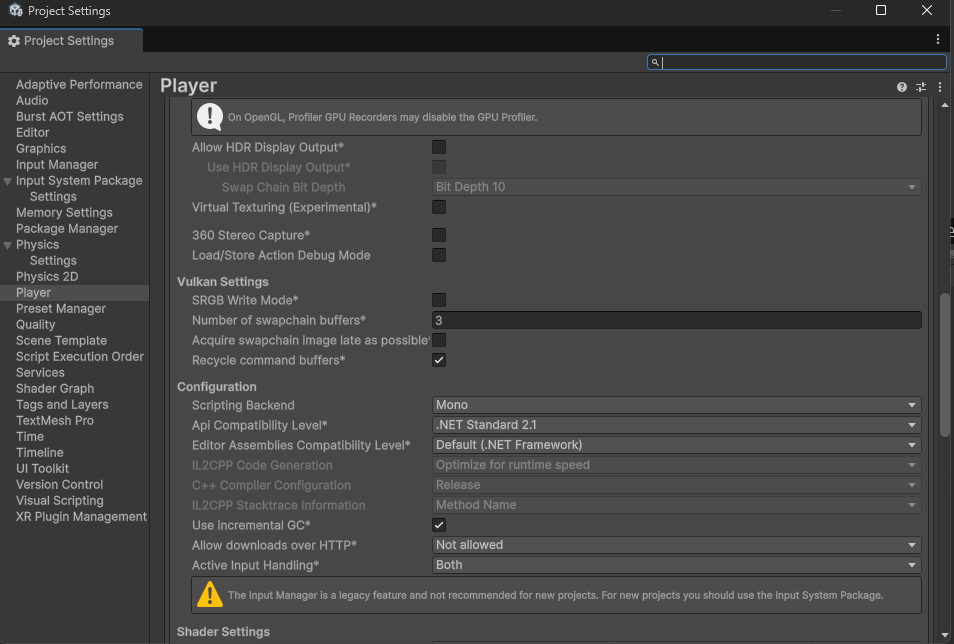 Project Settings
Project Settings
Adaptive Performance
Audio
Burst AOT Settings
Editor
Graphics
Input Manager
Input System Package
Settings
Memory Settings
Package Manager
Physics
Settings
Physics 2D
Player
Preset Manager
Quality
Scene Template
Script Execution Order
Services
Shader Graph
Tags and Layers
TextMesh Pro
Time
Timeline
UI Toolkit
Version Control
Visual Scripting
XR Plugin Management
Player
On OpenGL, Profiler GPU Recorders may disable the GPU Profiler.
Allow HDR Display Output*
Use HDR Display Output*
Swap Chain Bit Depth Bit Depth 10
Virtual Texturing (Experimental)*
360 Stereo Capture*
Load/Store Action Debug Mode
Vulkan Settings
SRGB Write Mode*
Number of swapchain buffers* 3
Acquire swapchain image late as possible*
Recycle command buffers*
Configuration
Scripting Backend Mono
Api Compatibility Level* .NET Standard 2.1
Editor Assemblies Compatibility Level* Default (.NET Framework)
IL2CPP Code Generation Optimize for runtime speed
C++ Compiler Configuration Release
IL2CPP Stacktrace Information Method Name
Use incremental GC*
Allow downloads over HTTP* Not allowed
Active Input Handling* Both
The Input Manager is a legacy feature and not recommended for new projects. For new projects you should use the Input System Package.
Shader Settings